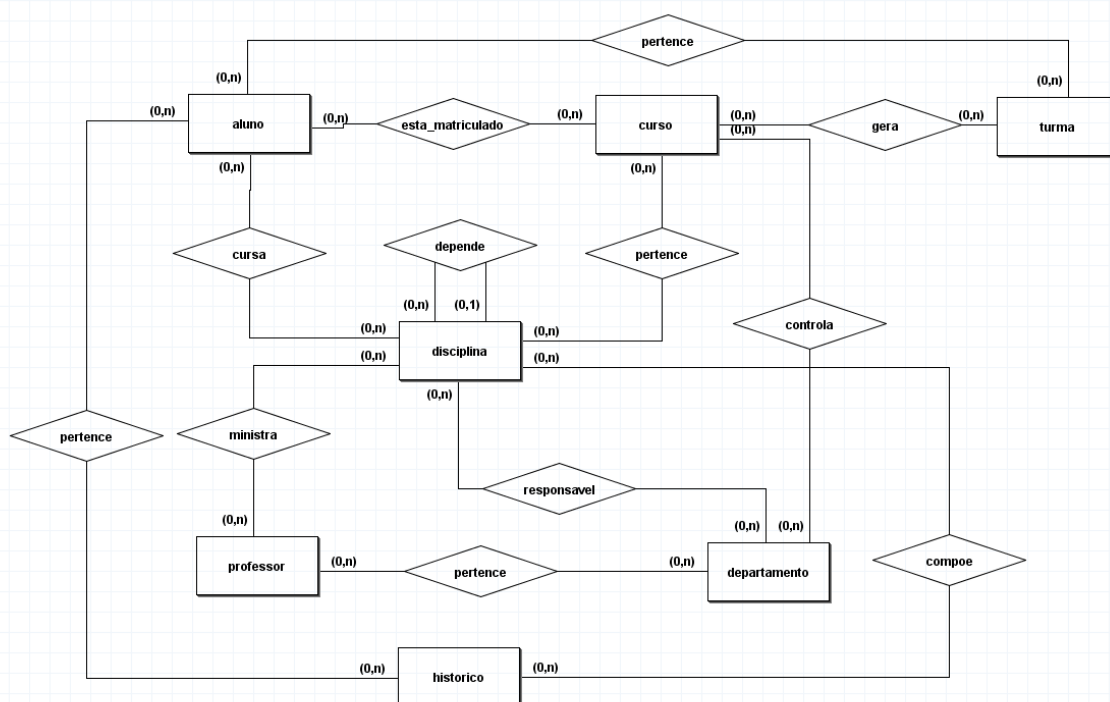 pertence
(0,n)
(0,n)
(0,n)
aluno
(0,n)
esta_matriculado
(0,n)
curso
(0,n)
(0,n)
gera
(0,n)
turma
(0,n)
(0,n)
cursa
depende
pertence
(0,n)
(0,1)
controla
(0,n)
disciplina
(0,n)
(0,n)
(0,n)
(0,n)
pertence
ministra
responsavel
(0,n)
(0,n)
(0,n)
professor
(0,n)
pertence
(0,n)
departamento
compoe
(0,n)
historico
(0,n)